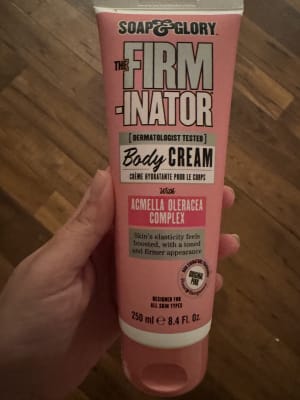 SOAP & GLORY
THE FIRM
-INATOR
[DERMATOLOGIST TESTED]
Body CREAM
CRÈME HYDRATANTE POUR LE CORPS
WITH
ACMELLA OLERACEA
COMPLEX
Skin's elasticity feels
boosted, with a toned
and firmer appearance
ORIGINAL
PINK
DESIGNED FOR
ALL SKIN TYPES
250 ml e 8.4 Fl. Oz.